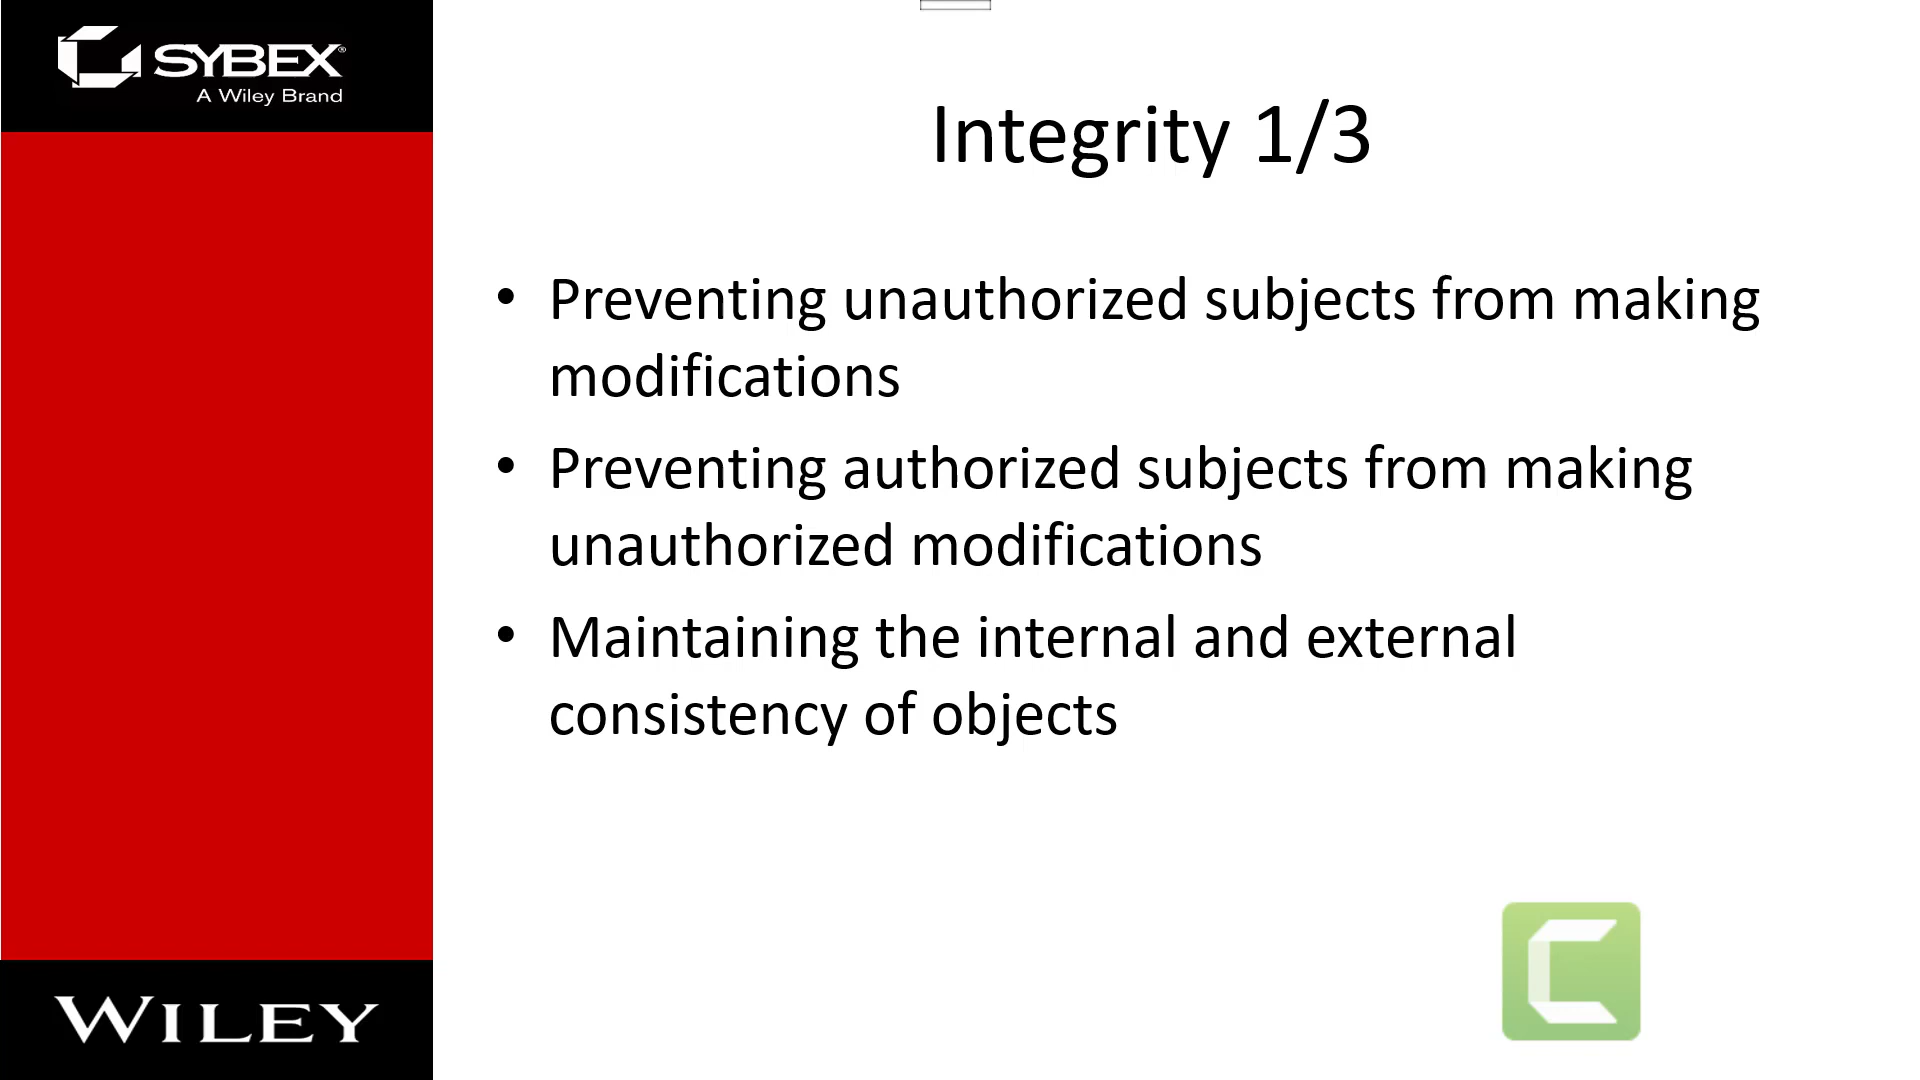 SYBEX®
A Wiley Brand
Integrity 1/3
• Preventing unauthorized subjects from making
modifications
• Preventing authorized subjects from making
unauthorized modifications
• Maintaining the internal and external
consistency of objects
WILEY